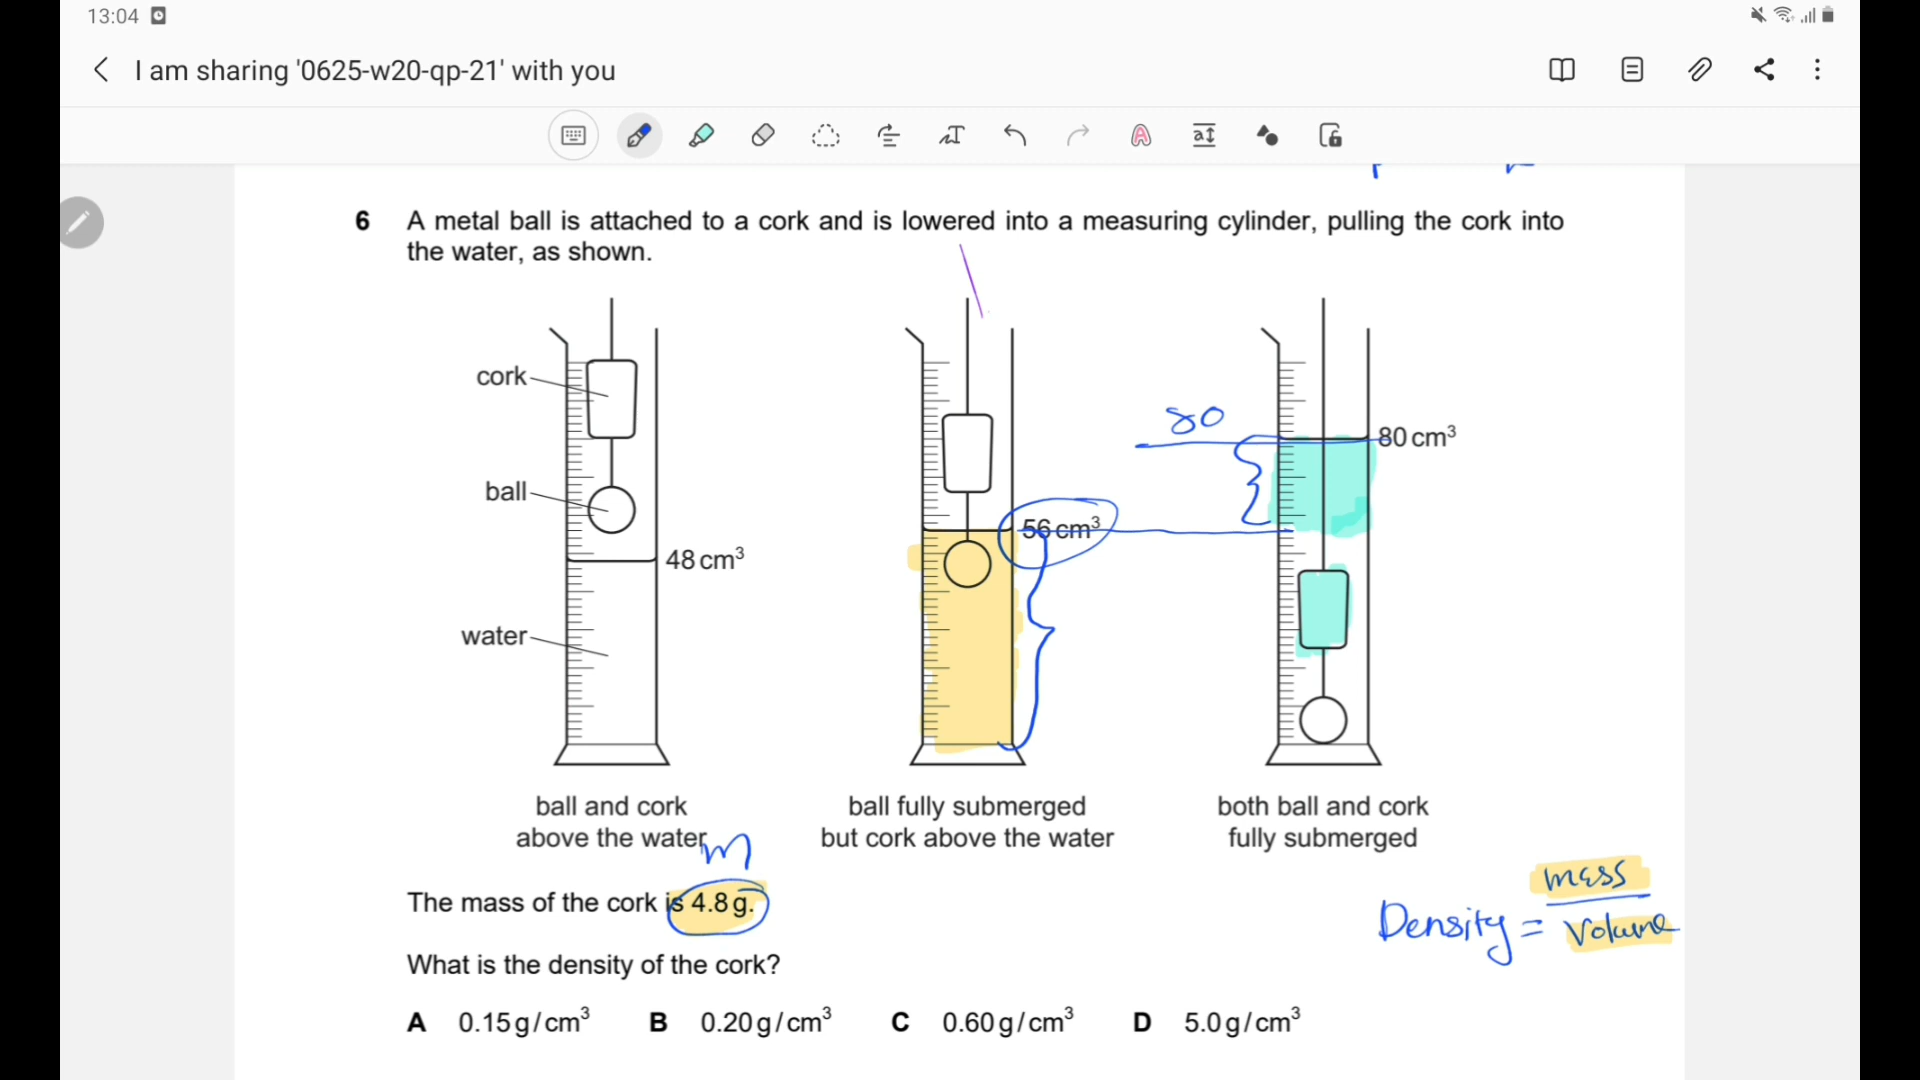 13:04
I am sharing '0625-w20-qp-21' with you
6 A metal ball is attached to a cork and is lowered into a measuring cylinder, pulling the cork into
the water, as shown.
cork
ball
water
48 cm³
56 cm³
80
80 cm³
ball and cork
above the water
ball fully submerged
but cork above the water
both ball and cork
fully submerged
m
The mass of the cork is 4.8 g.
mass
Density = volume
What is the density of the cork?
A 0.15 g / cm³ B 0.20 g / cm³ C 0.60 g / cm³ D 5.0 g / cm³